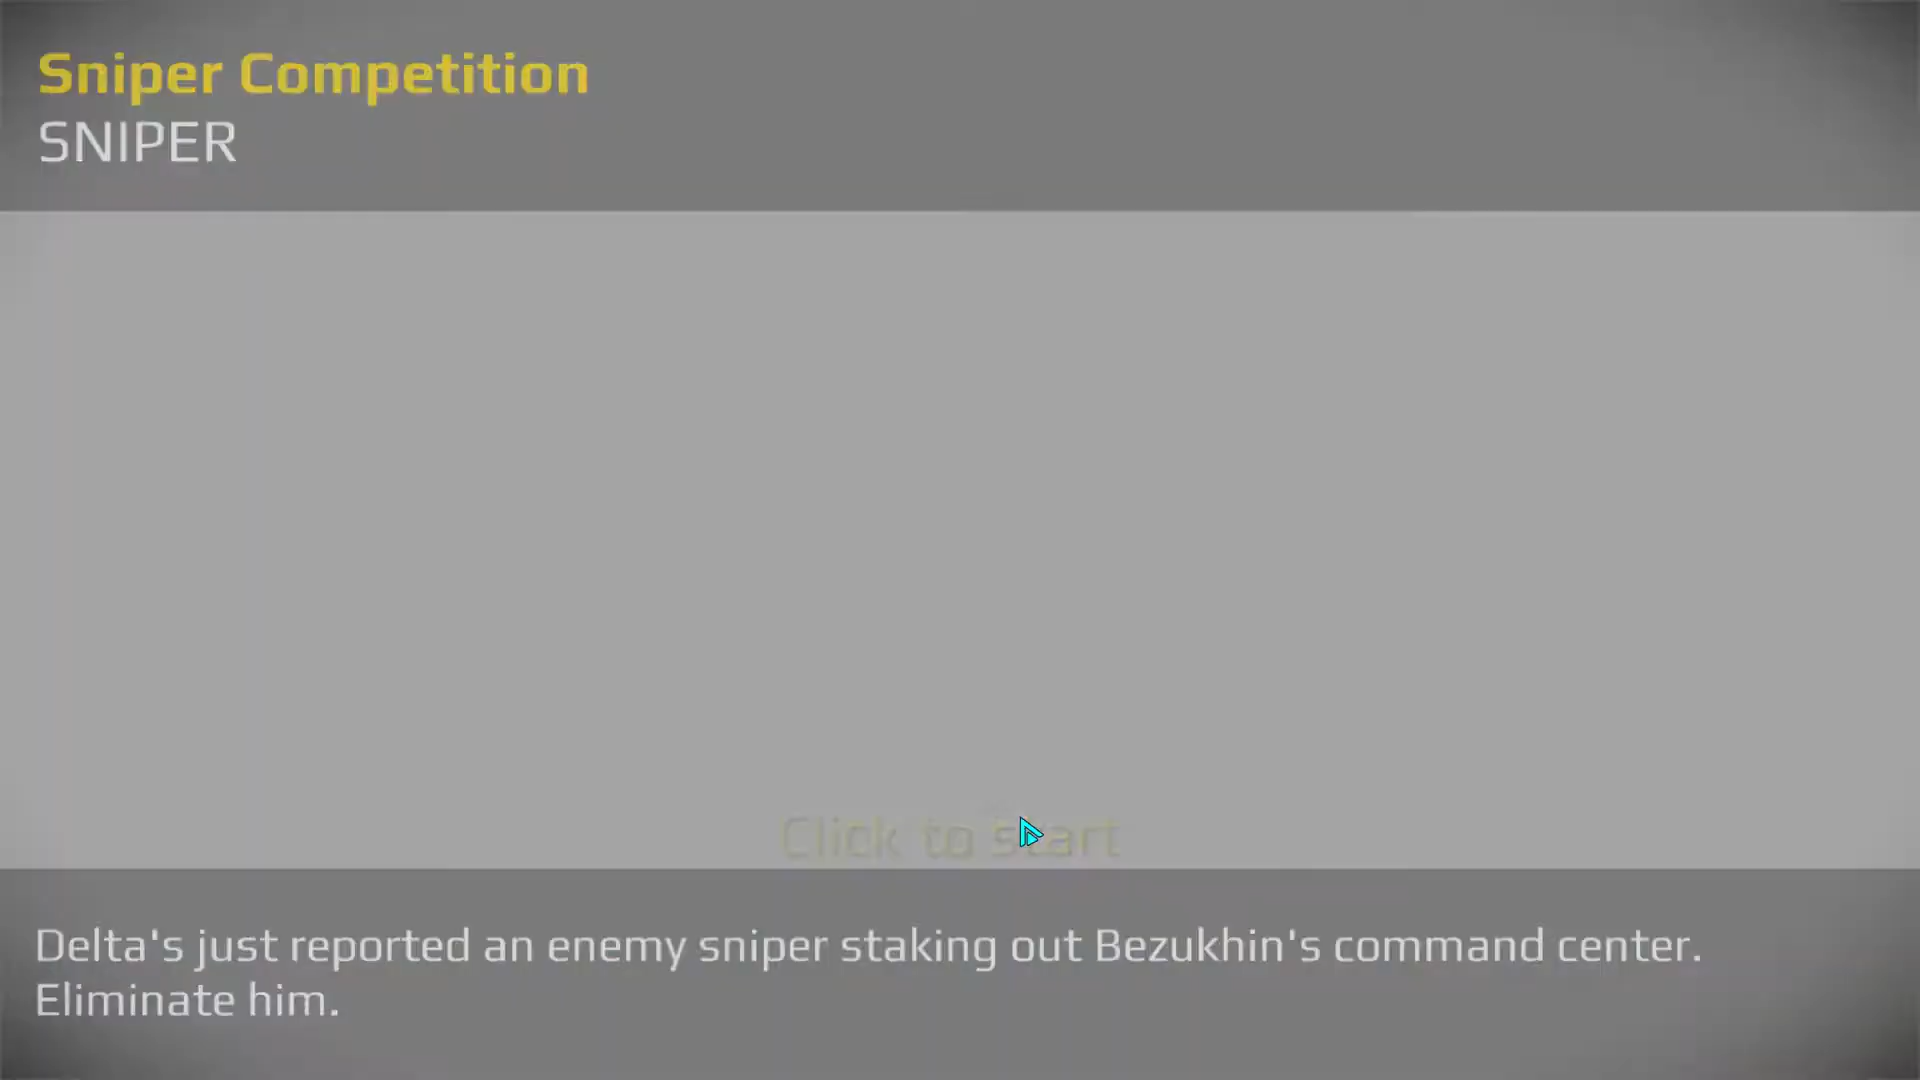 Sniper Competition
SNIPER
Click to start
Delta's just reported an enemy sniper staking out Bezukhin's command center.
Eliminate him.